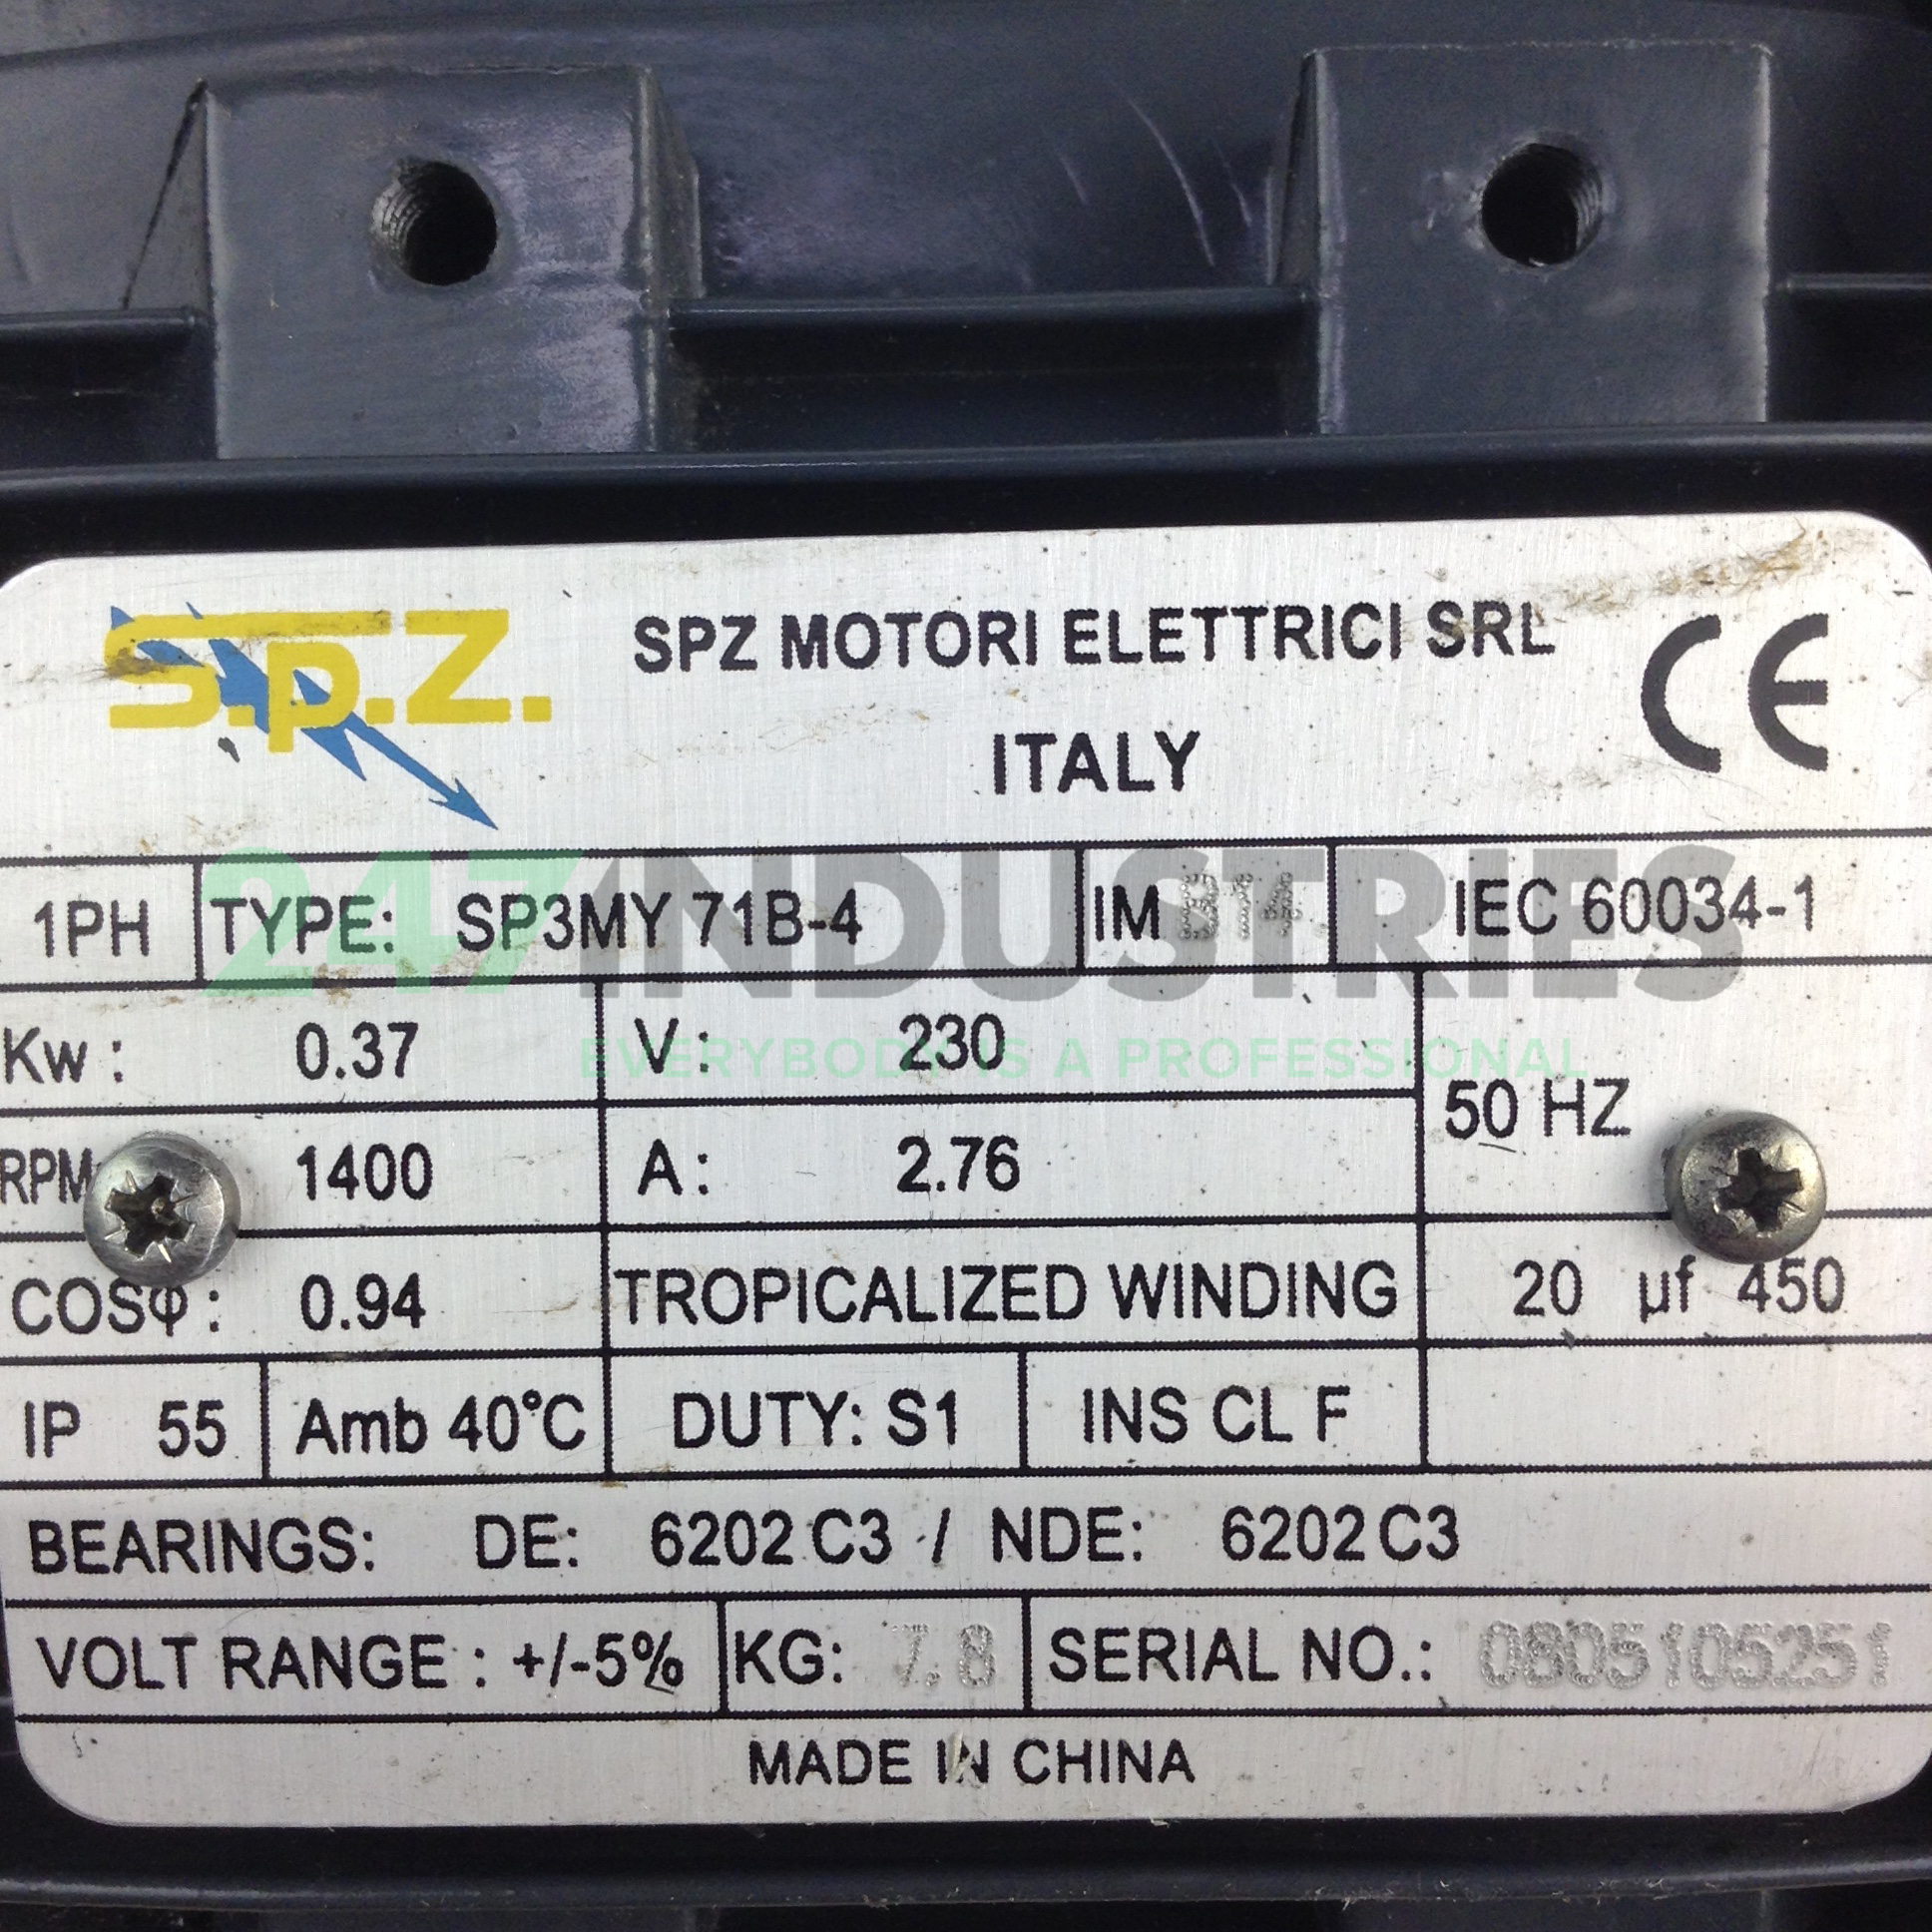 S.p.Z.
SPZ MOTORI ELETTRICI SRL
ITALY
CE
247INDUSTRIES
EVERYBODY IS A PROFESSIONAL
1PH TYPE: SP3MY 71B-4 IM B14 IEC 60034-1
Kw : 0.37 V : 230
50 HZ
RPM 1400 A : 2.76
COSφ : 0.94 TROPICALIZED WINDING 20 µf 450
IP 55 Amb 40°C DUTY: S1 INS CL F
BEARINGS: DE: 6202 C3 / NDE: 6202 C3
VOLT RANGE : +/-5% KG: 7.8 SERIAL NO.: 0805105251
MADE IN CHINA